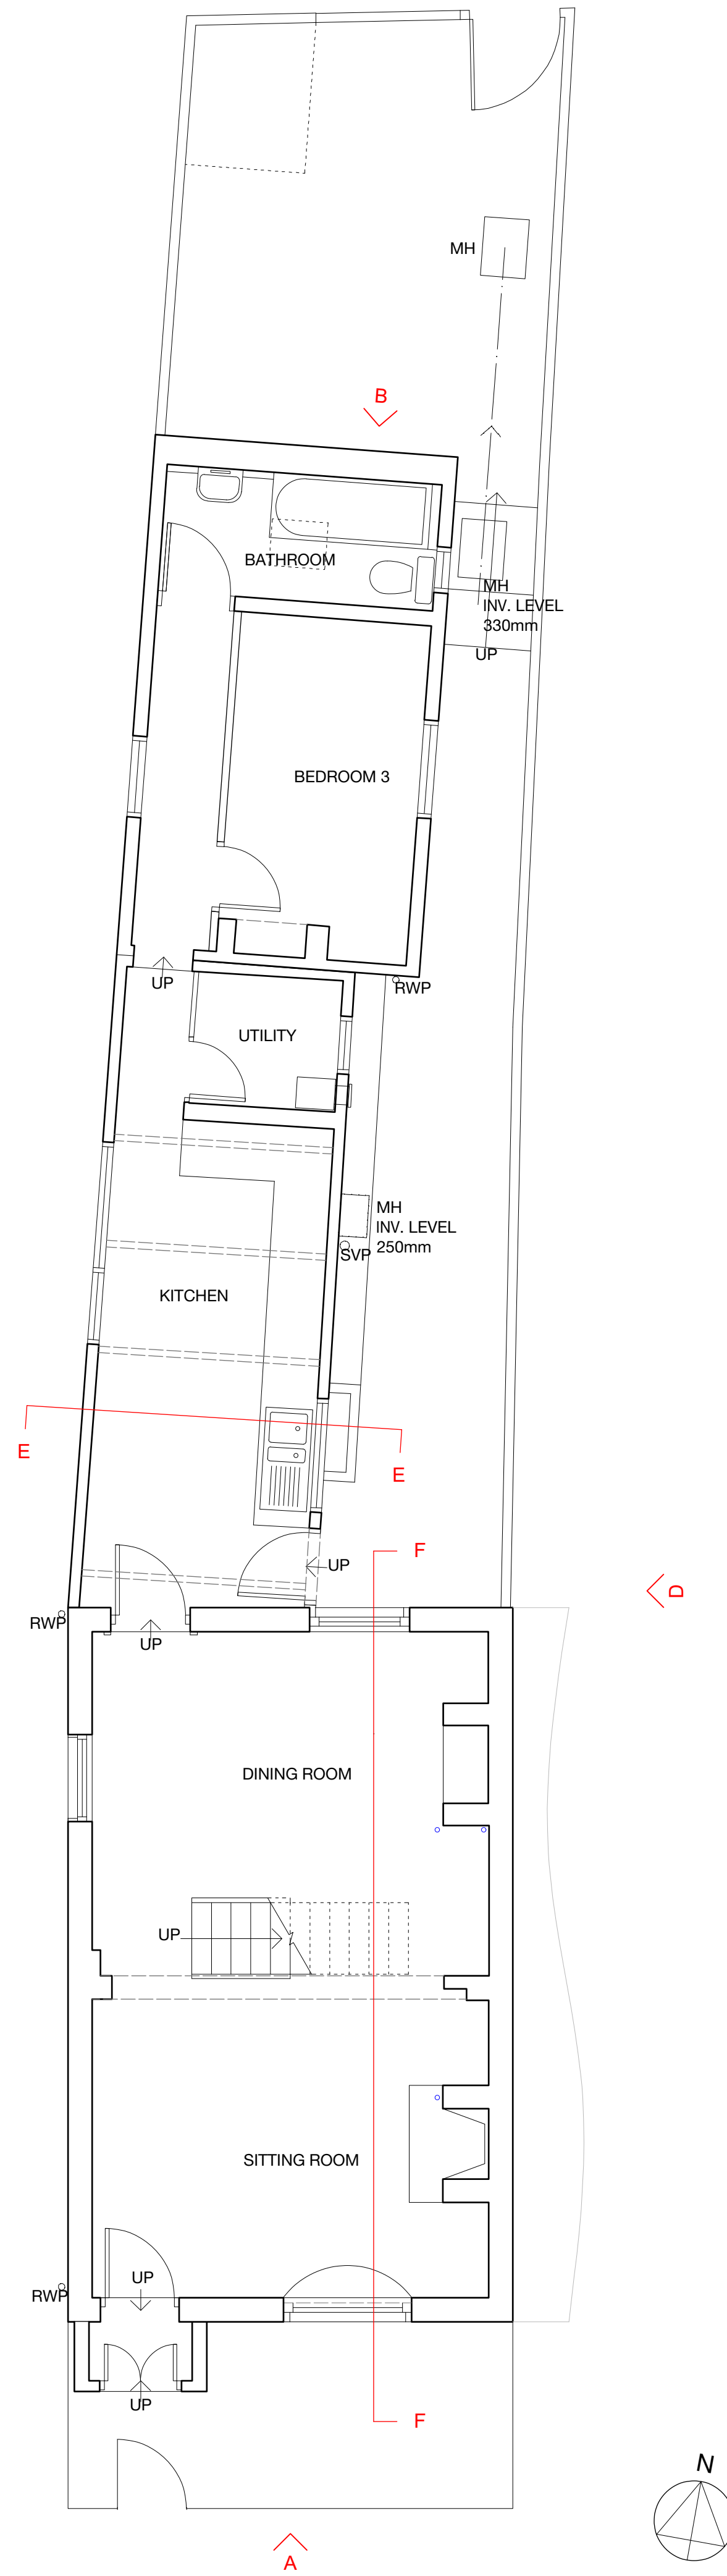 MH
B
BATHROOM
MH
INV. LEVEL
330mm
UP
BEDROOM 3
UP
RWP
UTILITY
MH
INV. LEVEL
250mm
SVP
KITCHEN
E
E
F
UP
D
RWP
UP
DINING ROOM
UP
SITTING ROOM
UP
RWP
UP
F
N
A